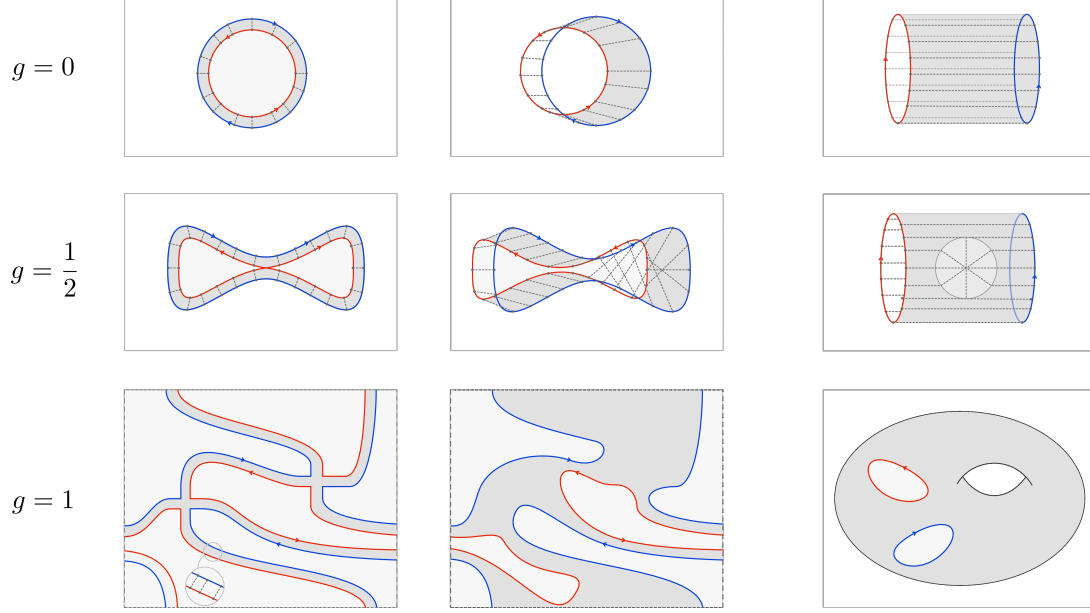 g = 0
g = 1/2
g = 1